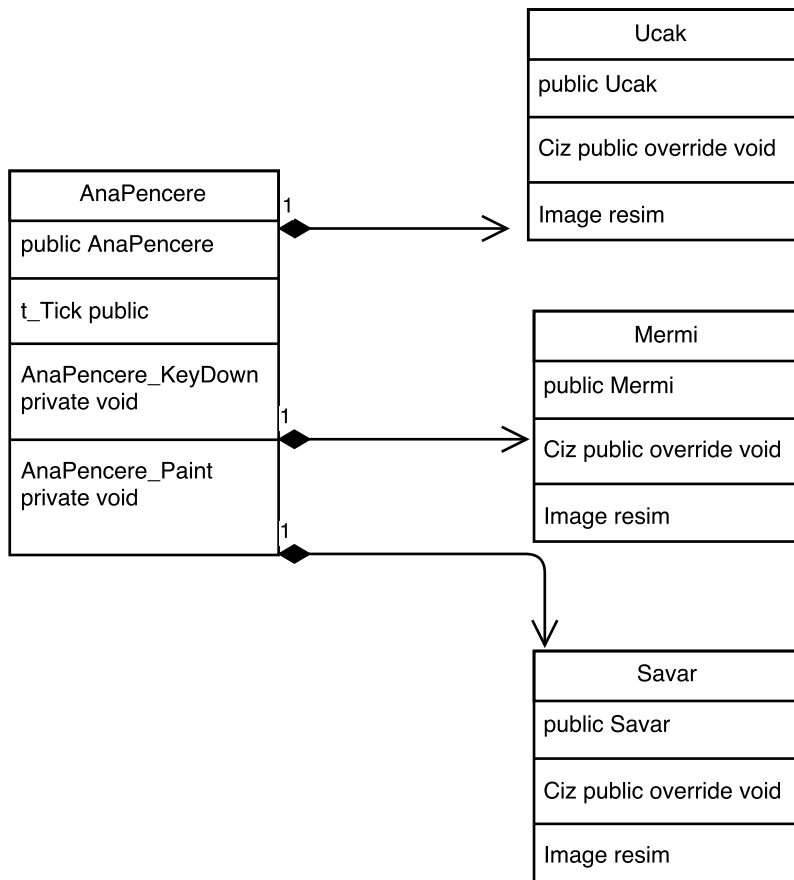 Ucak
public Ucak
Ciz public override void
Image resim
AnaPencere
public AnaPencere
t_Tick public
AnaPencere_KeyDown
private void
AnaPencere_Paint
private void
1
1
1
Mermi
public Mermi
Ciz public override void
Image resim
Savar
public Savar
Ciz public override void
Image resim